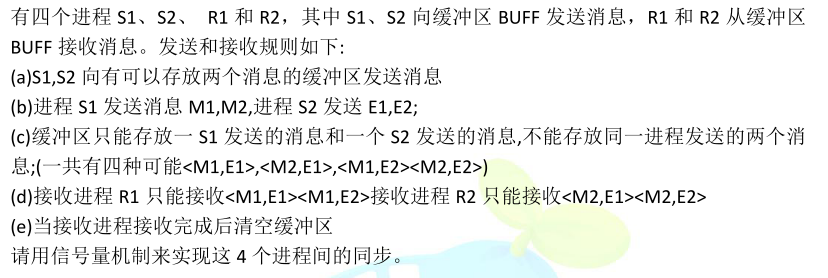 有四个进程 S1、S2、 R1 和 R2，其中 S1、S2 向缓冲区 BUFF 发送消息，R1 和 R2 从缓冲区
BUFF 接收消息。发送和接收规则如下:
(a)S1,S2 向有可以存放两个消息的缓冲区发送消息
(b)进程 S1 发送消息 M1,M2,进程 S2 发送 E1,E2;
(c)缓冲区只能存放一 S1 发送的消息和一个 S2 发送的消息,不能存放同一进程发送的两个消
息;(一共有四种可能<M1,E1>,<M2,E1>,<M1,E2><M2,E2>)
(d)接收进程 R1 只能接收<M1,E1><M1,E2>接收进程 R2 只能接收<M2,E1><M2,E2>
(e)当接收进程接收完成后清空缓冲区
请用信号量机制来实现这 4 个进程间的同步。